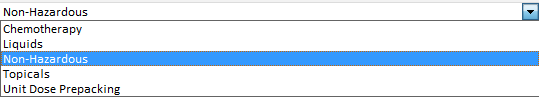 Non-Hazardous
Chemotherapy
Liquids
Non-Hazardous
Topicals
Unit Dose Prepacking